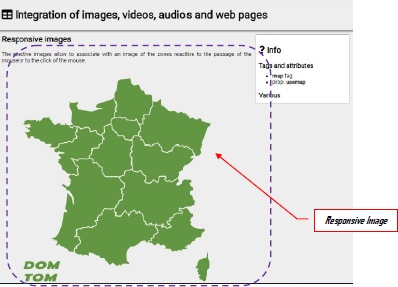 Integration of images, videos, audios and web pages
Responsive images
The reactive images allow to associate with an image of the zones reactive to the passage of the
mouse or to the click of the mouse.
? Info
Tags and attributes
map tag
prop: usemap
Various
Responsive Image
DOM
TOM